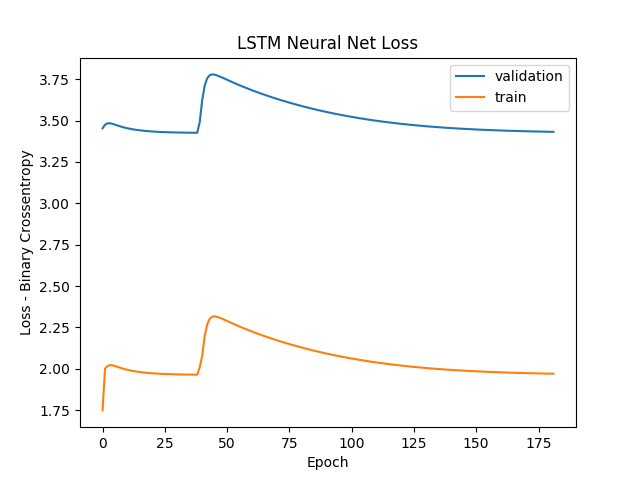 LSTM Neural Net Loss
validation
train
Loss - Binary Crossentropy
3.75
3.50
3.25
3.00
2.75
2.50
2.25
2.00
1.75
0 25 50 75 100 125 150 175
Epoch